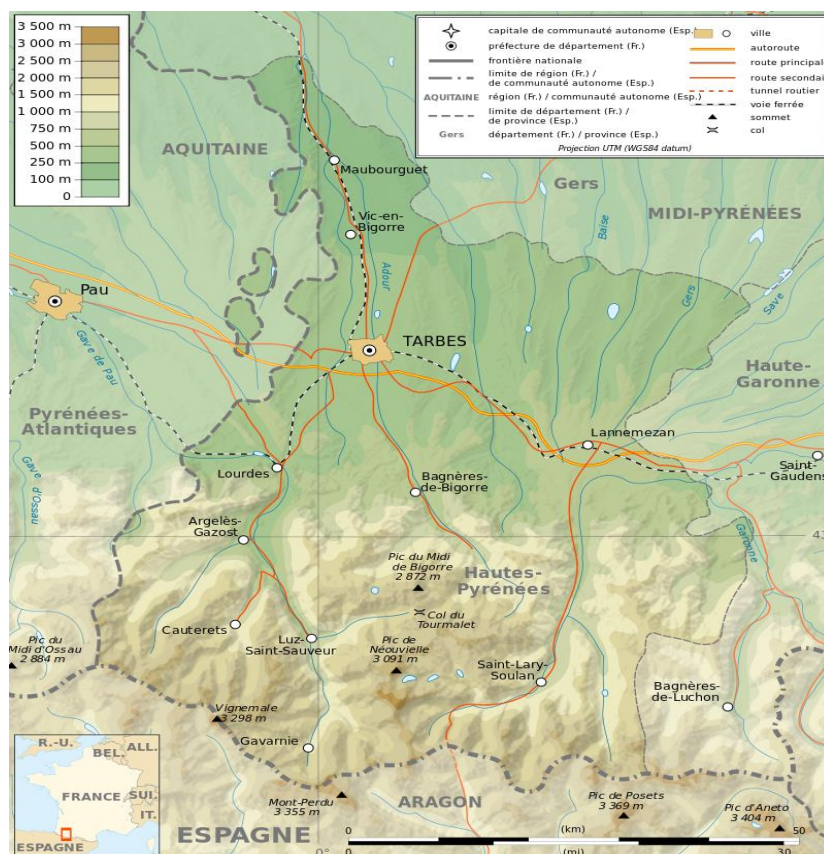 3 500 m
3 000 m
2 500 m
2 000 m
1 500 m
1 000 m
750 m
500 m
250 m
100 m
0
capitale de communauté autonome (Esp.)
préfecture de département (Fr.)
frontière nationale
limite de région (Fr.) /
de communauté autonome (Esp.)
AQUITAINE
région (Fr.) / communauté autonome (Esp.)
limite de département (Fr.) /
de province (Esp.)
Gers
département (Fr.) / province (Esp.)
ville
autoroute
route principale
route secondai
tunnel routier
voie ferrée
sommet
col
Projection UTM (WGS84 datum)
AQUITAINE
Maubourguet
Gers
MIDI-PYRÉNÉES
Vic-en-
Bigorre
Adour
Baïse
Gers
Save
Pau
TARBES
Gave de Pau
Haute-
Garonne
Pyrénées-
Atlantiques
Lannemezan
Saint-
Gaudens
Lourdes
Bagnères-
de-Bigorre
Gave d'Ossau
Garonne
Argelès-
Gazost
43
Pic du Midi
de Bigorre
2 872 m
Hautes-
Pyrénées
Col du
Tourmalet
Cauterets
Luz-
Saint-Sauveur
Pic du
Midi d'Ossau
2 884 m
Pic de
Néouvielle
3 091 m
Saint-Lary-
Soulan
Bagnères-
de-Luchon
Vignemale
3 298 m
Gavarnie
Mont-Perdu
3 355 m
ARAGON
Pic de Posets
3 369 m
Pic d'Aneto
3 404 m
ESPAGNE
0°
0
(km)
50
0
(mi)
30
R.-U.
BEL.
ALL.
FRANCE
SUI.
IT.
ESPAGNE